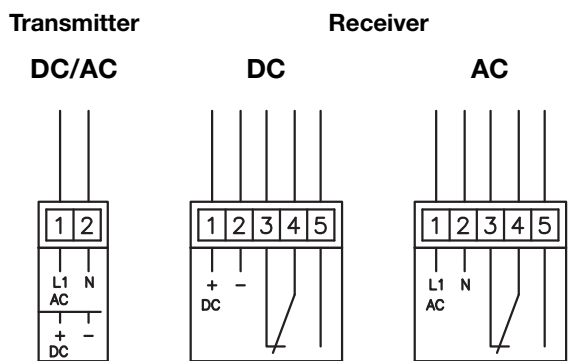 Transmitter Receiver
DC/AC DC AC
1 2 1 2 3 4 5 1 2 3 4 5
L1 N + – L1 N
AC DC AC
+ –
DC